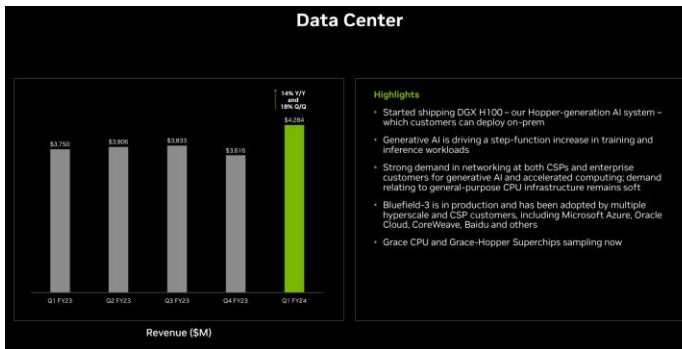 Data Center
14% Y/Y
and
18% Q/Q
$4,284
$3,750
$3,806
$3,833
$3,616
Q1 FY23
Q2 FY23
Q3 FY23
Q4 FY23
Q1 FY24
Revenue ($M)
Highlights
• Started shipping DGX H100 – our Hopper-generation AI system –
which customers can deploy on-prem
• Generative AI is driving a step-function increase in training and
inference workloads
• Strong demand in networking at both CSPs and enterprise
customers for generative AI and accelerated computing; demand
relating to general-purpose CPU infrastructure remains soft
• Bluefield-3 is in production and has been adopted by multiple
hyperscale and CSP customers, including Microsoft Azure, Oracle
Cloud, CoreWeave, Baidu and others
• Grace CPU and Grace-Hopper Superchips sampling now